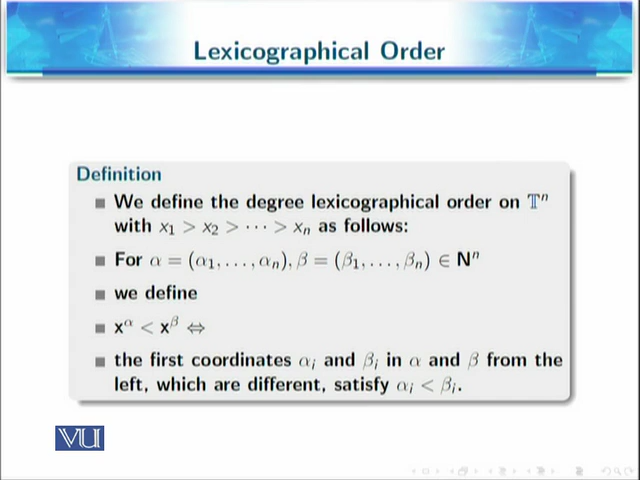 Lexicographical Order
Definition
We define the degree lexicographical order on 𝕋ⁿ
with x₁ > x₂ > ··· > xₙ as follows:
For α = (α₁, . . . , αₙ), β = (β₁, . . . , βₙ) ∈ Nⁿ
we define
x^α < x^β ⇔
the first coordinates αᵢ and βᵢ in α and β from the
left, which are different, satisfy αᵢ < βᵢ.
VU